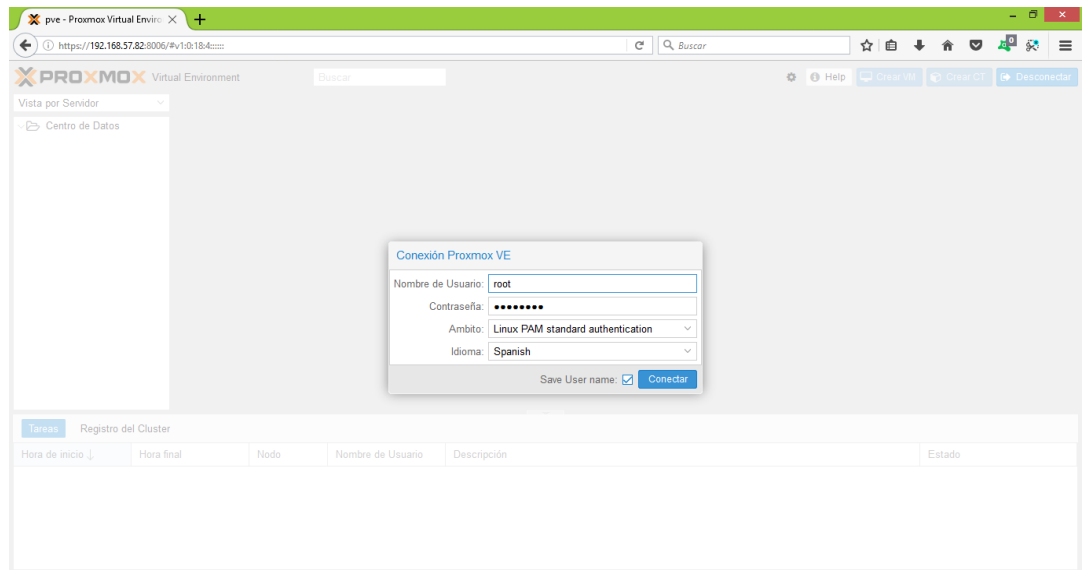 pve - Proxmox Virtual Enviro
https://192.168.57.82:8006/#v1:0:18:4::::::
Buscar
0
PROXMOX Virtual Environment
Buscar
Help
Crear VM
Crear CT
Desconectar
Vista por Servidor
Centro de Datos
Conexión Proxmox VE
Nombre de Usuario: root
Contraseña: ●●●●●●●●
Ambito: Linux PAM standard authentication
Idioma: Spanish
Save User name: Conectar
Tareas Registro del Cluster
Hora de inicio Hora final Nodo Nombre de Usuario Descripción Estado